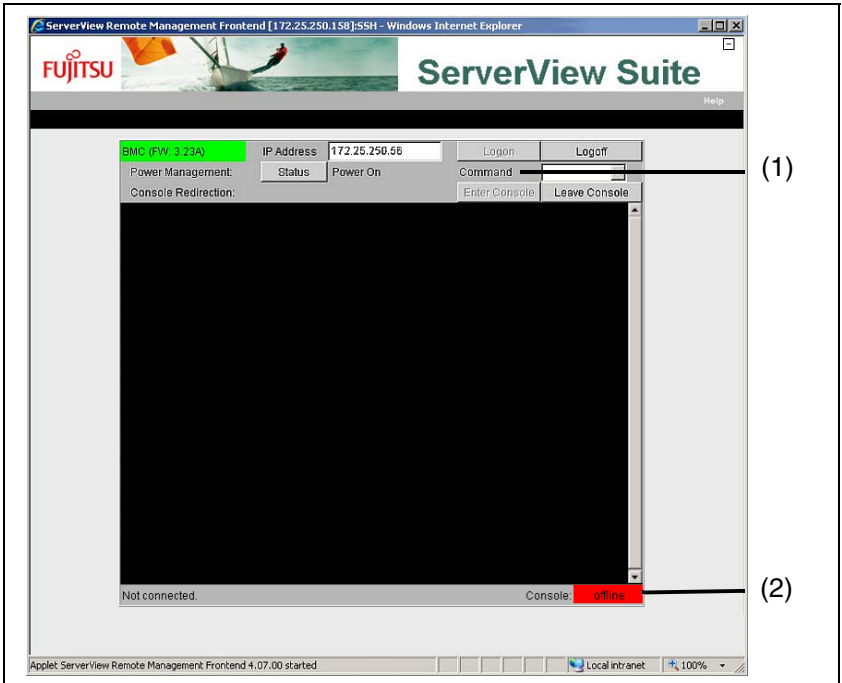 ServerView Remote Management Frontend [172.25.250.158]:SSH - Windows Internet Explorer
FUJITSU
ServerView Suite
Help
BMC (FW: 3.23A) IP Address 172.25.250.58 Logon Logoff
Power Management: Status Power On Command
(1)
Console Redirection: Enter Console Leave Console
Not connected. Console: offline
(2)
Applet ServerView Remote Management Frontend 4.07.00 started Local intranet 100%